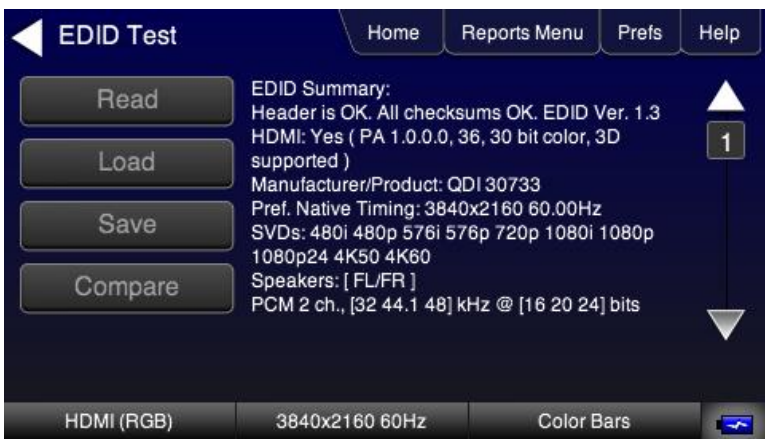 EDID Test
Home
Reports Menu
Prefs
Help
Read
Load
Save
Compare
EDID Summary:
Header is OK. All checksums OK. EDID Ver. 1.3
HDMI: Yes ( PA 1.0.0.0, 36, 30 bit color, 3D
supported )
Manufacturer/Product: QDI 30733
Pref. Native Timing: 3840x2160 60.00Hz
SVDs: 480i 480p 576i 576p 720p 1080i 1080p
1080p24 4K50 4K60
Speakers: [ FL/FR ]
PCM 2 ch., [32 44.1 48] kHz @ [16 20 24] bits
1
HDMI (RGB)
3840x2160 60Hz
Color Bars